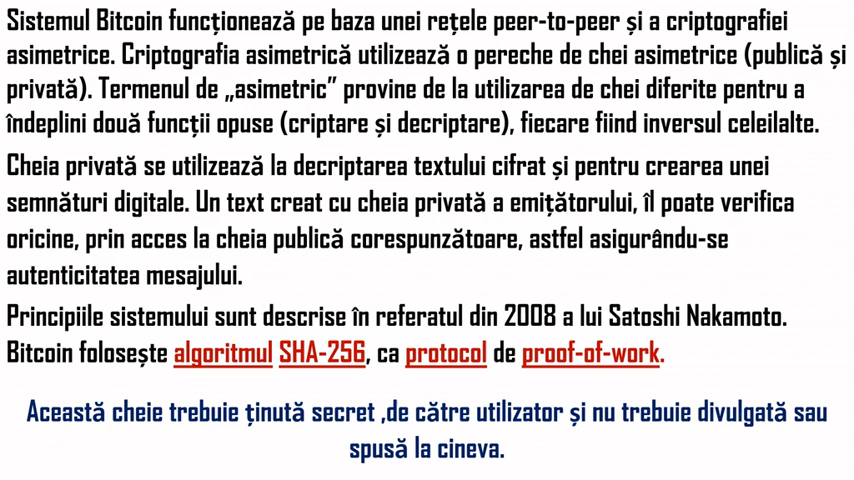 Sistemul Bitcoin funcționează pe baza unei rețele peer-to-peer și a criptografiei
asimetrice. Criptografia asimetrică utilizează o pereche de chei asimetrice (publică și
privată). Termenul de „asimetric” provine de la utilizarea de chei diferite pentru a
îndeplini două funcții opuse (criptare și decriptare), fiecare fiind inversul celeilalte.
Cheia privată se utilizează la decriptarea textului cifrat și pentru crearea unei
semnături digitale. Un text creat cu cheia privată a emițătorului, îl poate verifica
oricine, prin acces la cheia publică corespunzătoare, astfel asigurându-se
autenticitatea mesajului.
Principiile sistemului sunt descrise în referatul din 2008 a lui Satoshi Nakamoto.
Bitcoin folosește algoritmul SHA-256, ca protocol de proof-of-work.
Această cheie trebuie ținută secret ,de către utilizator și nu trebuie divulgată sau
spusă la cineva.